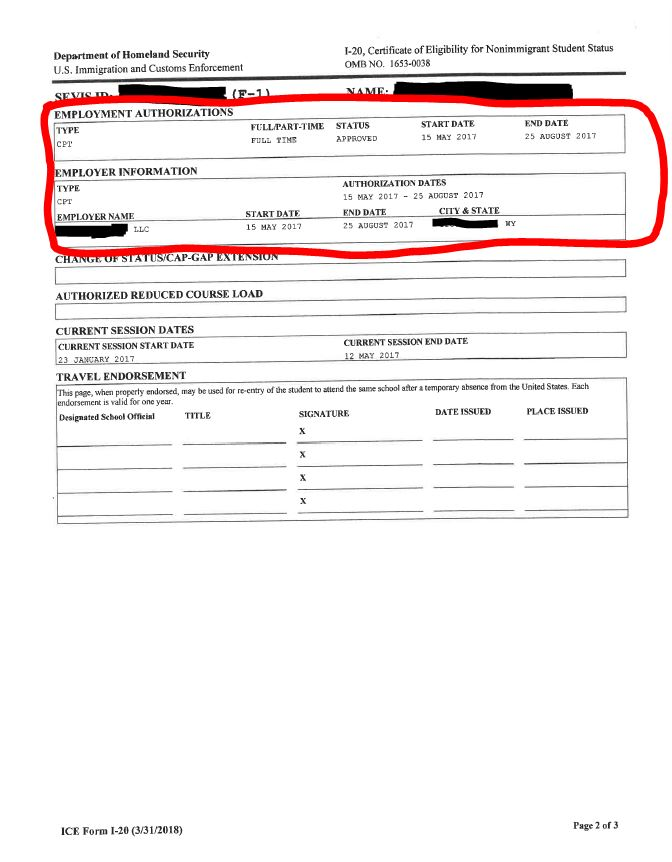 Department of Homeland Security
U.S. Immigration and Customs Enforcement
I-20, Certificate of Eligibility for Nonimmigrant Student Status
OMB NO. 1653-0038
SEVIS ID: (F-1) NAME:
EMPLOYMENT AUTHORIZATIONS
TYPE FULL/PART-TIME STATUS START DATE END DATE
CPT FULL TIME APPROVED 15 MAY 2017 25 AUGUST 2017
EMPLOYER INFORMATION
TYPE AUTHORIZATION DATES
CPT 15 MAY 2017 - 25 AUGUST 2017
EMPLOYER NAME START DATE END DATE CITY & STATE
LLC 15 MAY 2017 25 AUGUST 2017 NY
CHANGE OF STATUS/CAP-GAP EXTENSION
AUTHORIZED REDUCED COURSE LOAD
CURRENT SESSION DATES
CURRENT SESSION START DATE CURRENT SESSION END DATE
23 JANUARY 2017 12 MAY 2017
TRAVEL ENDORSEMENT
This page, when properly endorsed, may be used for re-entry of the student to attend the same school after a temporary absence from the United States. Each
endorsement is valid for one year.
Designated School Official TITLE SIGNATURE DATE ISSUED PLACE ISSUED
X
X
X
X
ICE Form I-20 (3/31/2018) Page 2 of 3